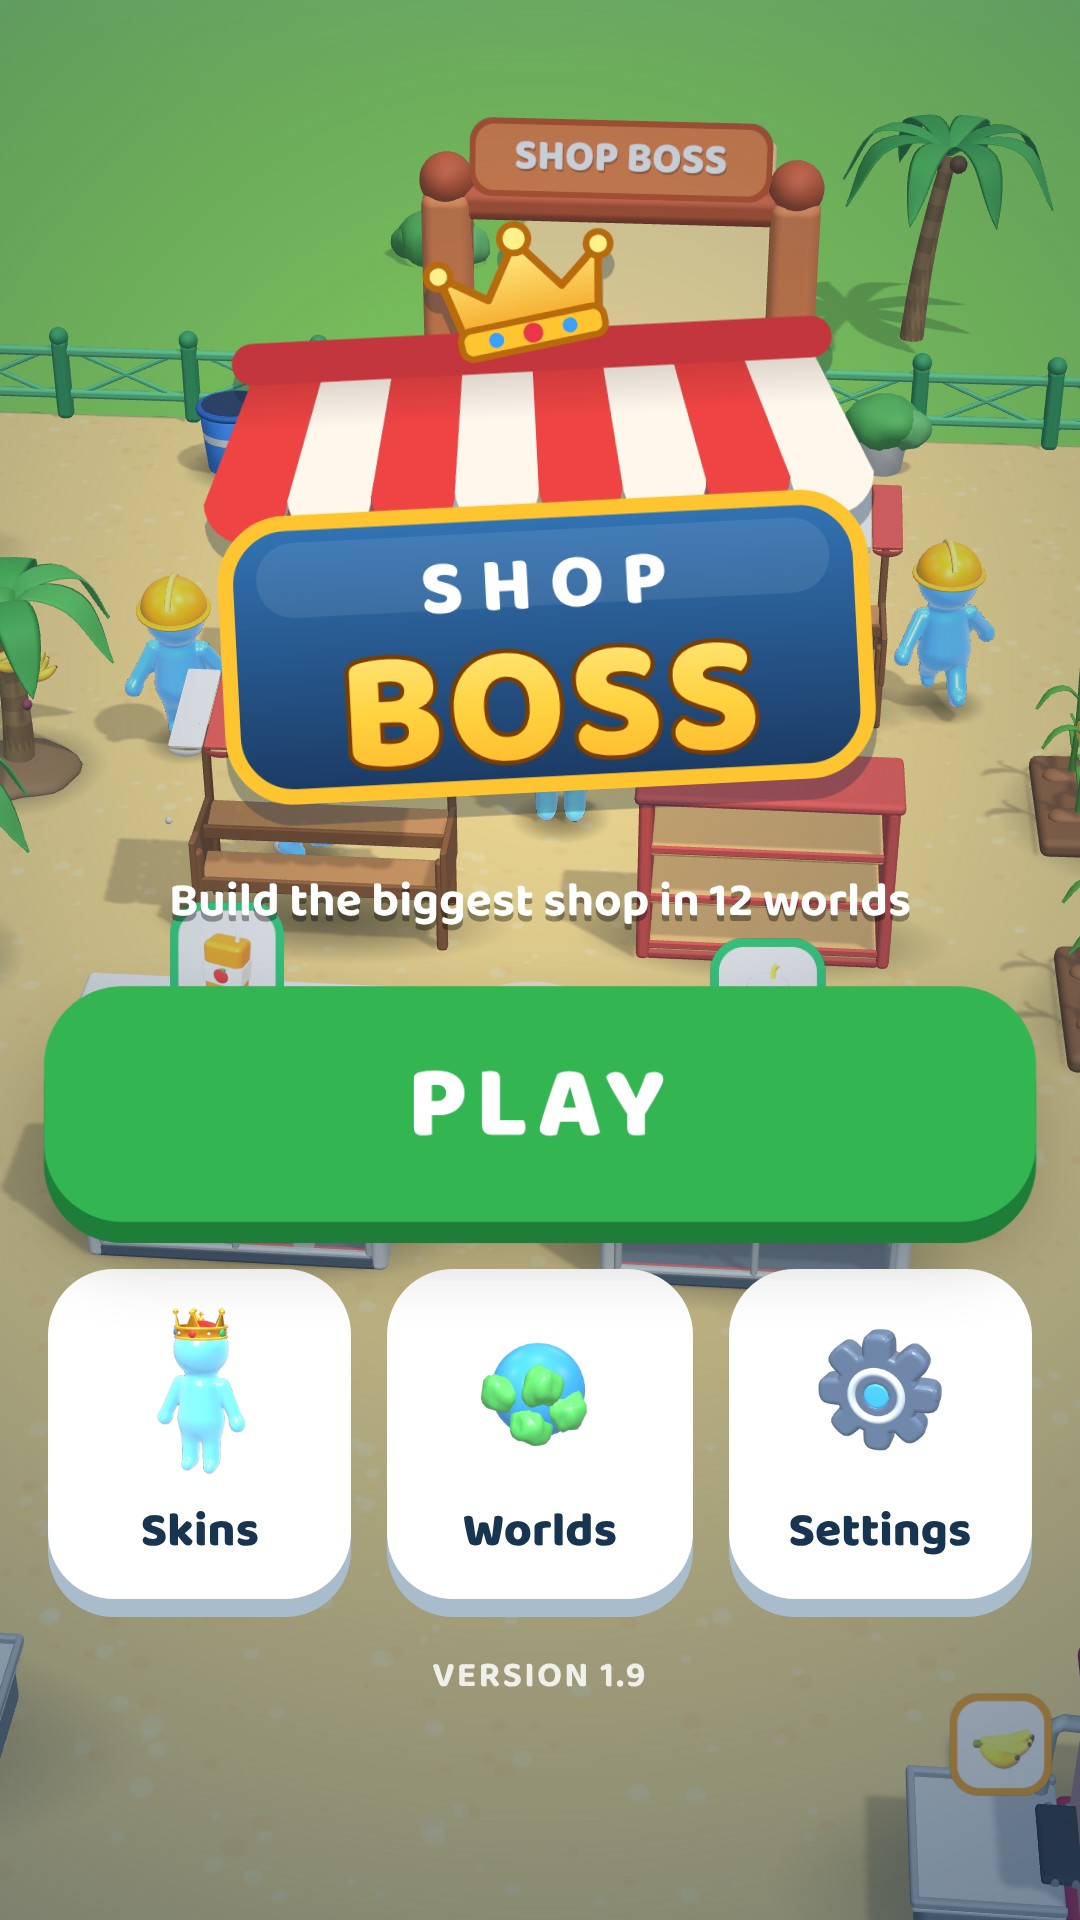 SHOP BOSS
SHOP
BOSS
Build the biggest shop in 12 worlds
PLAY
Skins
Worlds
Settings
VERSION 1.9